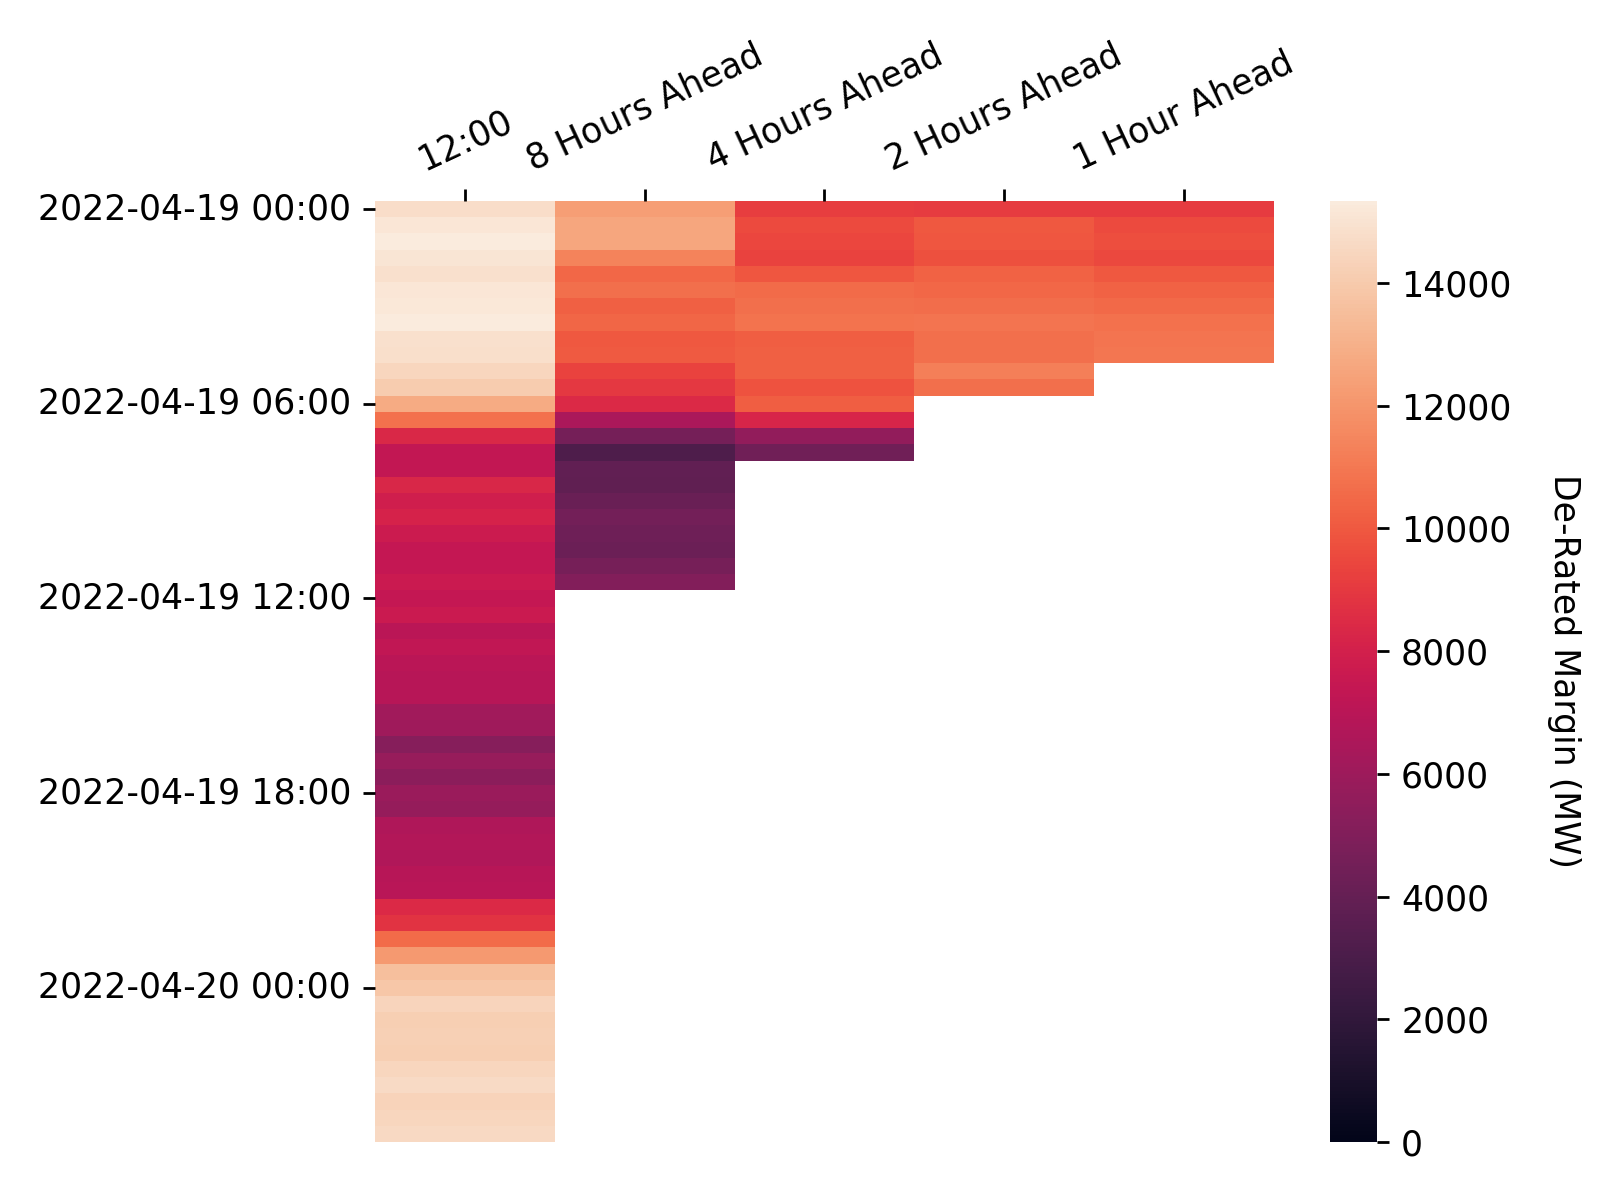 12:00
8 Hours Ahead
4 Hours Ahead
2 Hours Ahead
1 Hour Ahead
2022-04-19 00:00
2022-04-19 06:00
2022-04-19 12:00
2022-04-19 18:00
2022-04-20 00:00
14000
12000
10000
8000
6000
4000
2000
0
De-Rated Margin (MW)